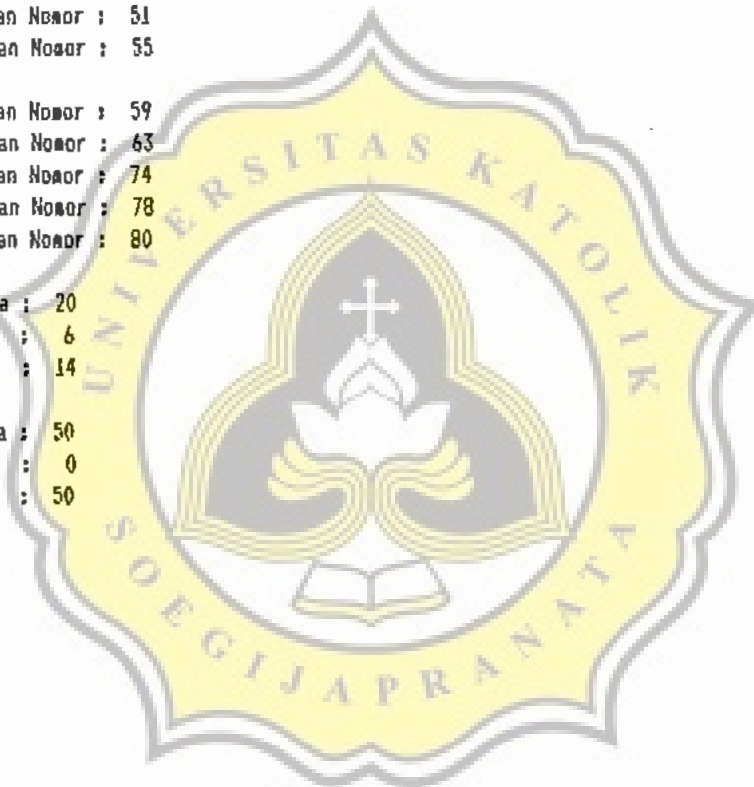 an Nomor : 51
an Nomor : 55
an Nomor : 59
an Nomor : 63
an Nomor : 74
an Nomor : 78
an Nomor : 80
a : 20
: 6
: 14
a : 50
: 0
: 50
UNIVERSITAS KATOLIK
SOEGIJAPRANATA